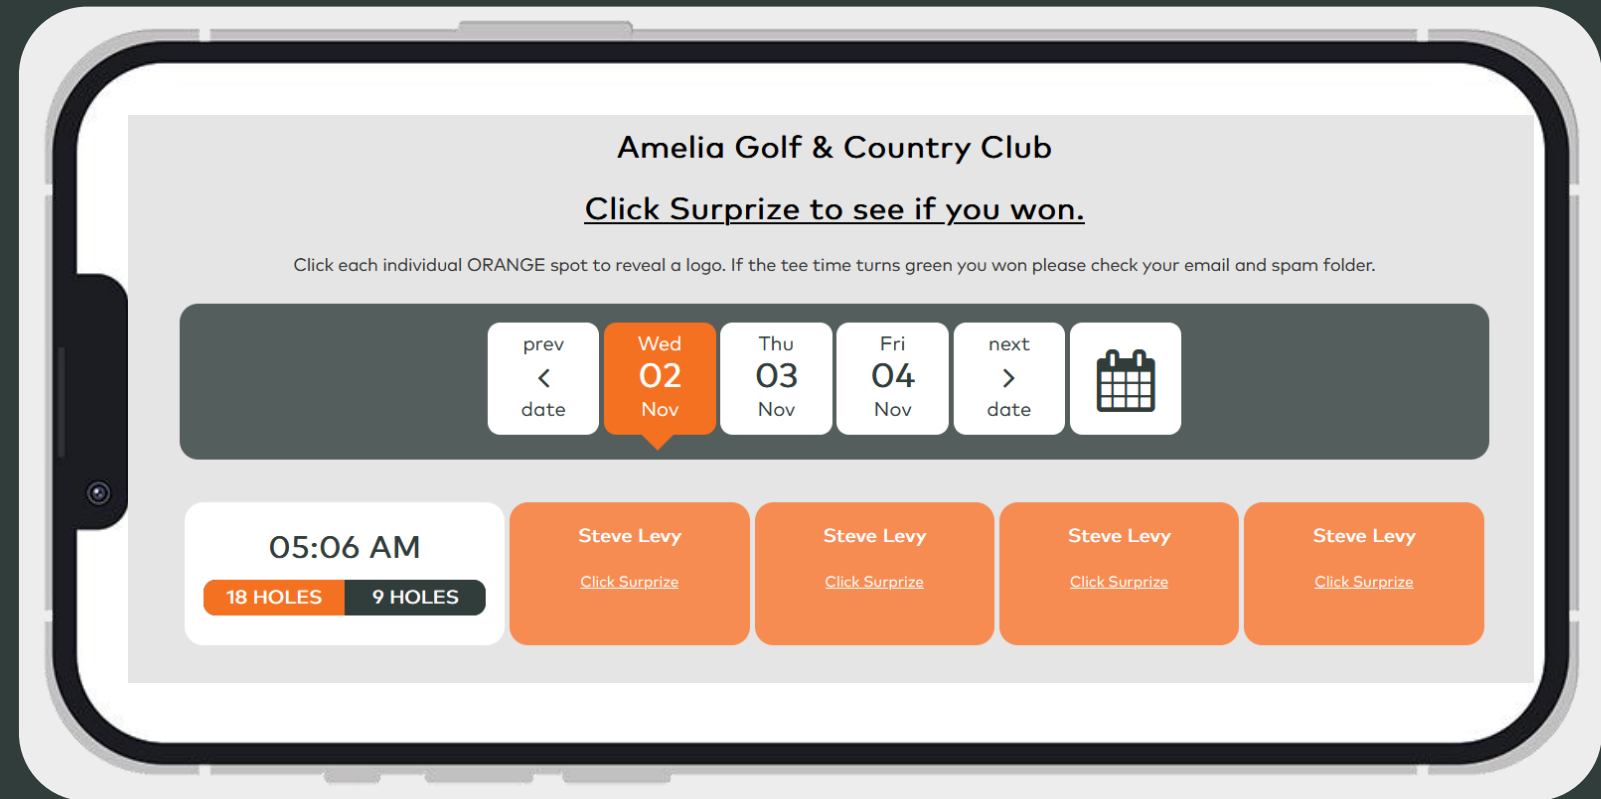 Amelia Golf & Country Club
Click Surprize to see if you won.
Click each individual ORANGE spot to reveal a logo. If the tee time turns green you won please check your email and spam folder.
prev
<
date
Wed
02
Nov
Thu
03
Nov
Fri
04
Nov
next
>
date
05:06 AM
18 HOLES
9 HOLES
Steve Levy
Click Surprize
Steve Levy
Click Surprize
Steve Levy
Click Surprize
Steve Levy
Click Surprize